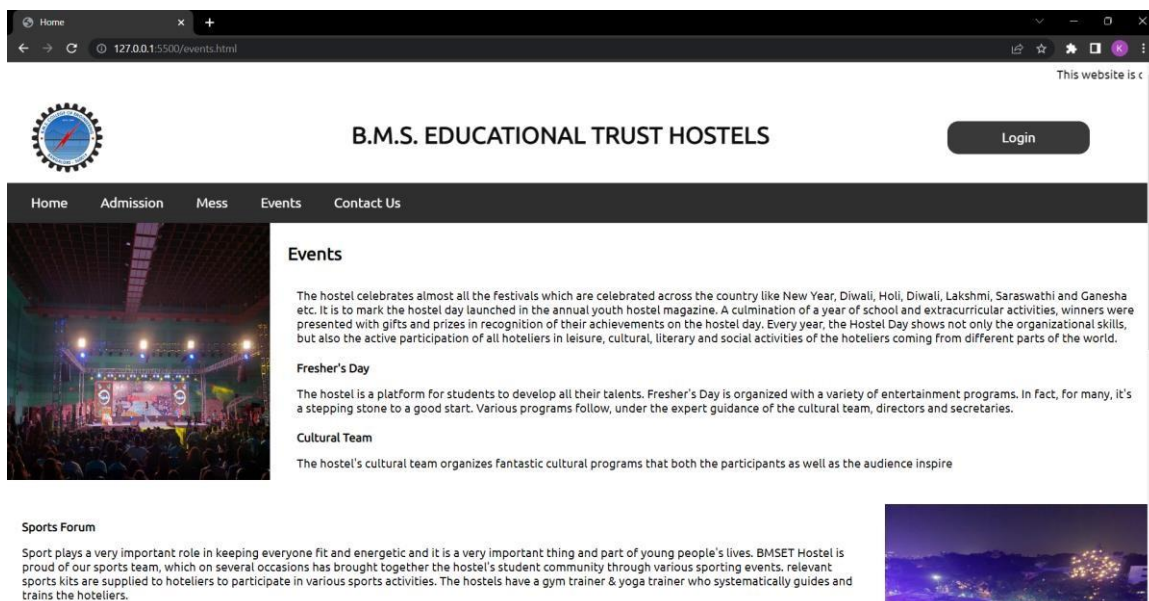 Home
127.0.0.1:5500/events.html
K
This website is
B.M.S. EDUCATIONAL TRUST HOSTELS
Login
Home Admission Mess Events Contact Us
Events
The hostel celebrates almost all the festivals which are celebrated across the country like New Year, Diwali, Holi, Diwali, Lakshmi, Saraswathi and Ganesha
etc. It is to mark the hostel day launched in the annual youth hostel magazine. A culmination of a year of school and extracurricular activities, winners were
presented with gifts and prizes in recognition of their achievements on the hostel day. Every year, the Hostel Day shows not only the organizational skills,
but also the active participation of all hoteliers in leisure, cultural, literary and social activities of the hoteliers coming from different parts of the world.
Fresher's Day
The hostel is a platform for students to develop all their talents. Fresher's Day is organized with a variety of entertainment programs. In fact, for many, it's
a stepping stone to a good start. Various programs follow, under the expert guidance of the cultural team, directors and secretaries.
Cultural Team
The hostel's cultural team organizes fantastic cultural programs that both the participants as well as the audience inspire
Sports Forum
Sport plays a very important role in keeping everyone fit and energetic and it is a very important thing and part of young people's lives. BMSET Hostel is
proud of our sports team, which on several occasions has brought together the hostel's student community through various sporting events. relevant
sports kits are supplied to hoteliers to participate in various sports activities. The hostels have a gym trainer & yoga trainer who systematically guides and
trains the hoteliers.